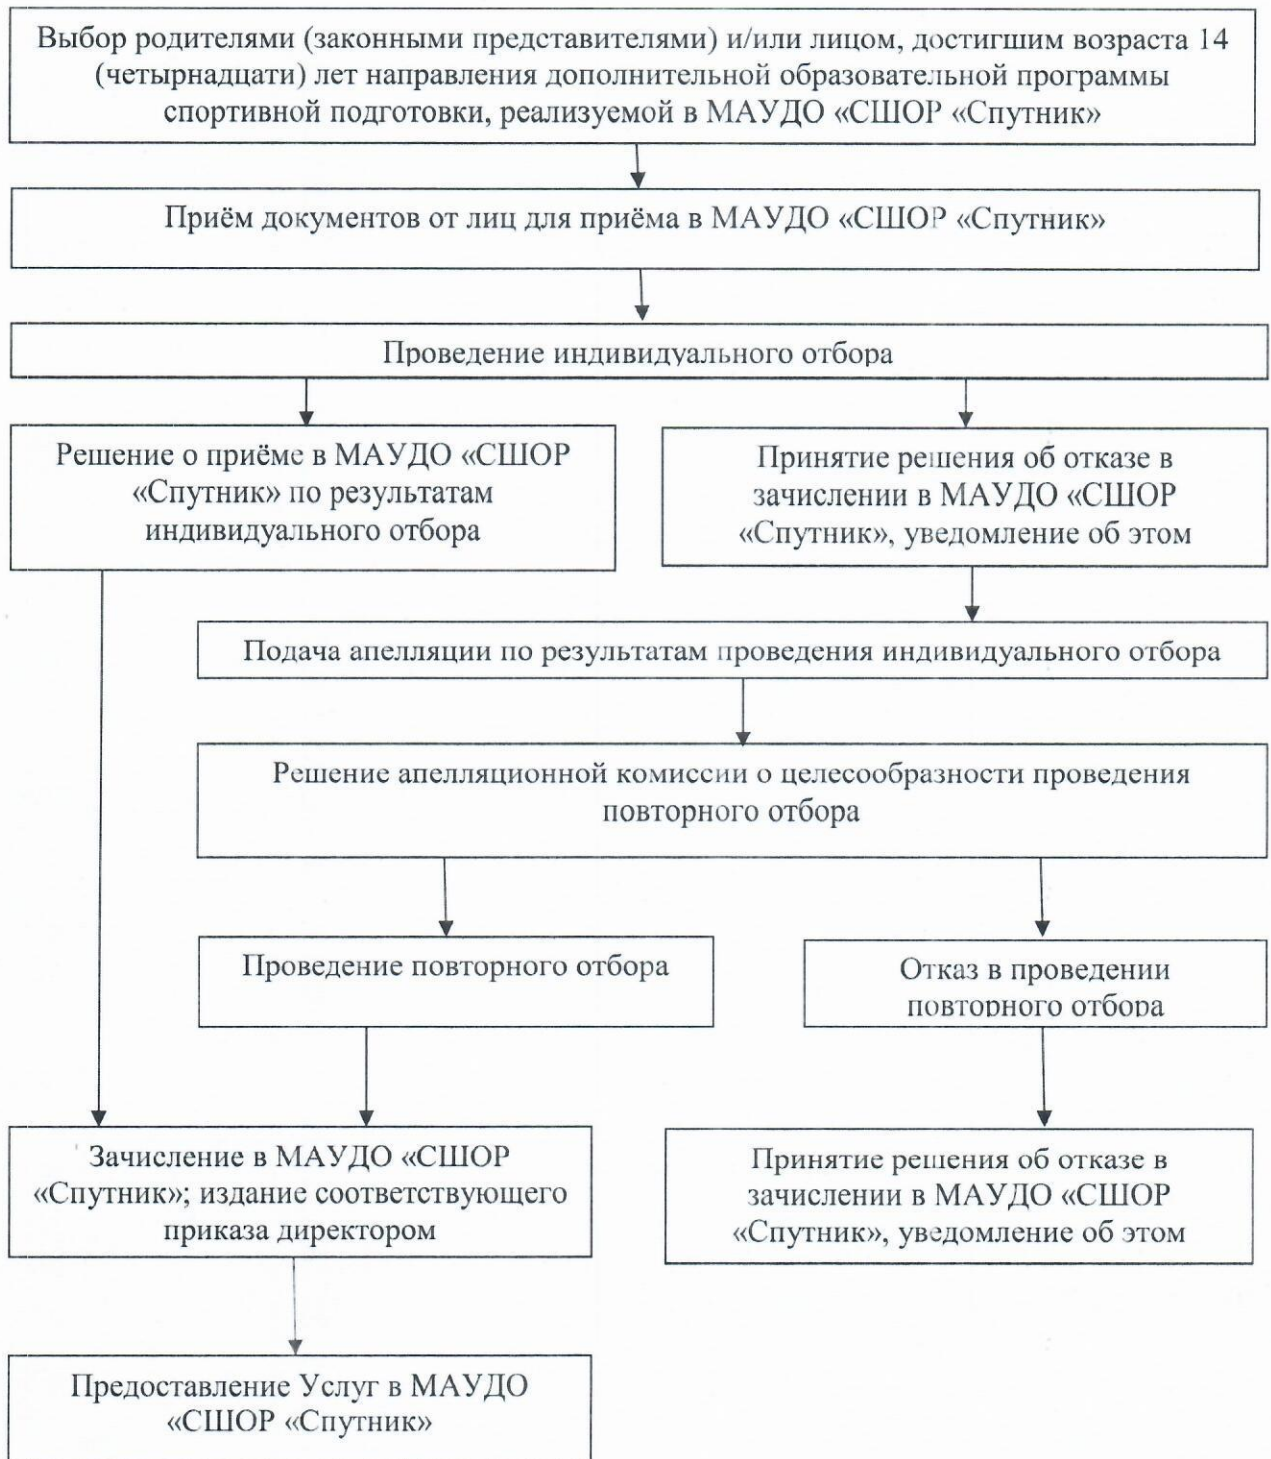 Выбор родителями (законными представителями) и/или лицом, достигшим возраста 14
(четырнадцати) лет направления дополнительной образовательной программы
спортивной подготовки, реализуемой в МАУДО «СШОР «Спутник»
Приём документов от лиц для приёма в МАУДО «СШОР «Спутник»
Проведение индивидуального отбора
Решение о приёме в МАУДО «СШОР
«Спутник» по результатам
индивидуального отбора
Принятие решения об отказе в
зачислении в МАУДО «СШОР
«Спутник», уведомление об этом
Подача апелляции по результатам проведения индивидуального отбора
Решение апелляционной комиссии о целесообразности проведения
повторного отбора
Проведение повторного отбора
Отказ в проведении
повторного отбора
Зачисление в МАУДО «СШОР
«Спутник»; издание соответствующего
приказа директором
Принятие решения об отказе в
зачислении в МАУДО «СШОР
«Спутник», уведомление об этом
Предоставление Услуг в МАУДО
«СШОР «Спутник»